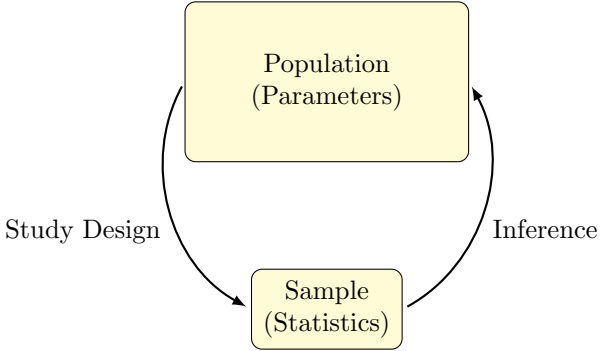 Population
(Parameters)
Study Design
Inference
Sample
(Statistics)